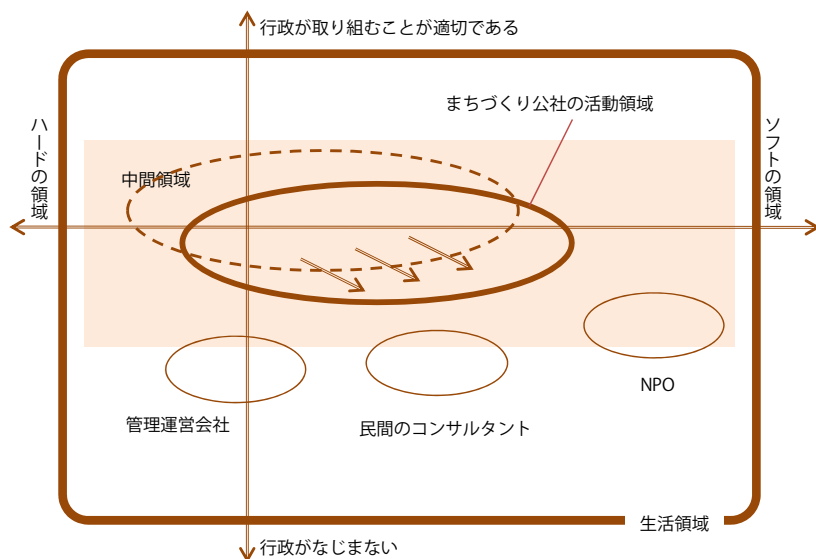 行政が取り組むことが適切である
まちづくり公社の活動領域
ハードの領域
ソフトの領域
中間領域
管理運営会社
民間のコンサルタント
NPO
生活領域
行政がなじまない